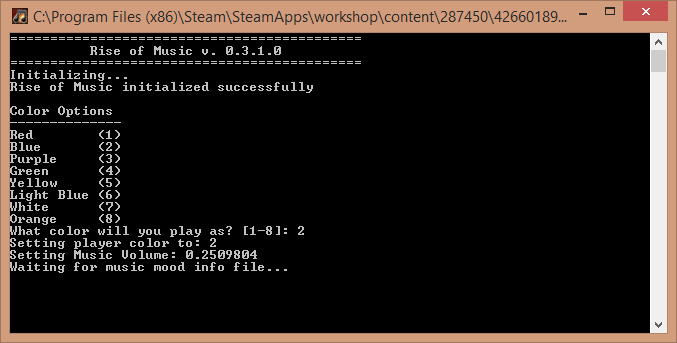 C:\Program Files (x86)\Steam\SteamApps\workshop\content\287450\42660189...
============================================
          Rise of Music v. 0.3.1.0
============================================
Initializing...
Rise of Music initialized successfully
Color Options
--------------
Red        (1)
Blue       (2)
Purple     (3)
Green      (4)
Yellow     (5)
Light Blue (6)
White      (7)
Orange     (8)
What color will you play as? [1-8]: 2
Setting player color to: 2
Setting Music Volume: 0.2509804
Waiting for music mood info file...